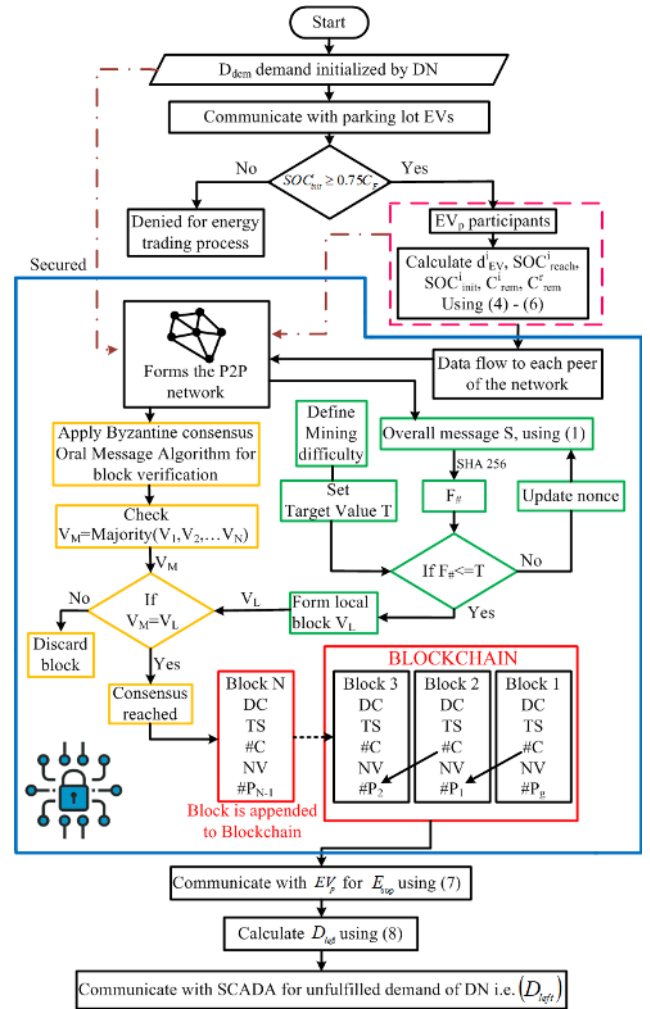 Start
D_dem demand initialized by DN
Communicate with parking lot EVs
No
SOC_init ≥ 0.75C_F
Yes
Denied for energy
trading process
EV_p participants
Calculate d^i_EV, SOC^i_reach,
SOC^i_init, C^i_rem, C^r_rem
Using (4) - (6)
Secured
Forms the P2P
network
Data flow to each peer
of the network
Apply Byzantine consensus
Oral Message Algorithm for
block verification
Define
Mining
difficulty
Overall message S, using (1)
SHA 256
Set
Target Value T
F_#
Update nonce
Check
V_M=Majority(V_1,V_2,…V_N)
V_M
If F_#<=T
No
Yes
No
If
V_M=V_L
V_L
Form local
block V_L
Discard
block
Yes
Consensus
reached
BLOCKCHAIN
Block N
DC
TS
#C
NV
#P_N-1
Block 3
DC
TS
#C
NV
#P_2
Block 2
DC
TS
#C
NV
#P_1
Block 1
DC
TS
#C
NV
#P_g
Block is appended
to Blockchain
Communicate with EV_p for E_sup using (7)
Calculate D_left using (8)
Communicate with SCADA for unfulfilled demand of DN i.e. (D_left)